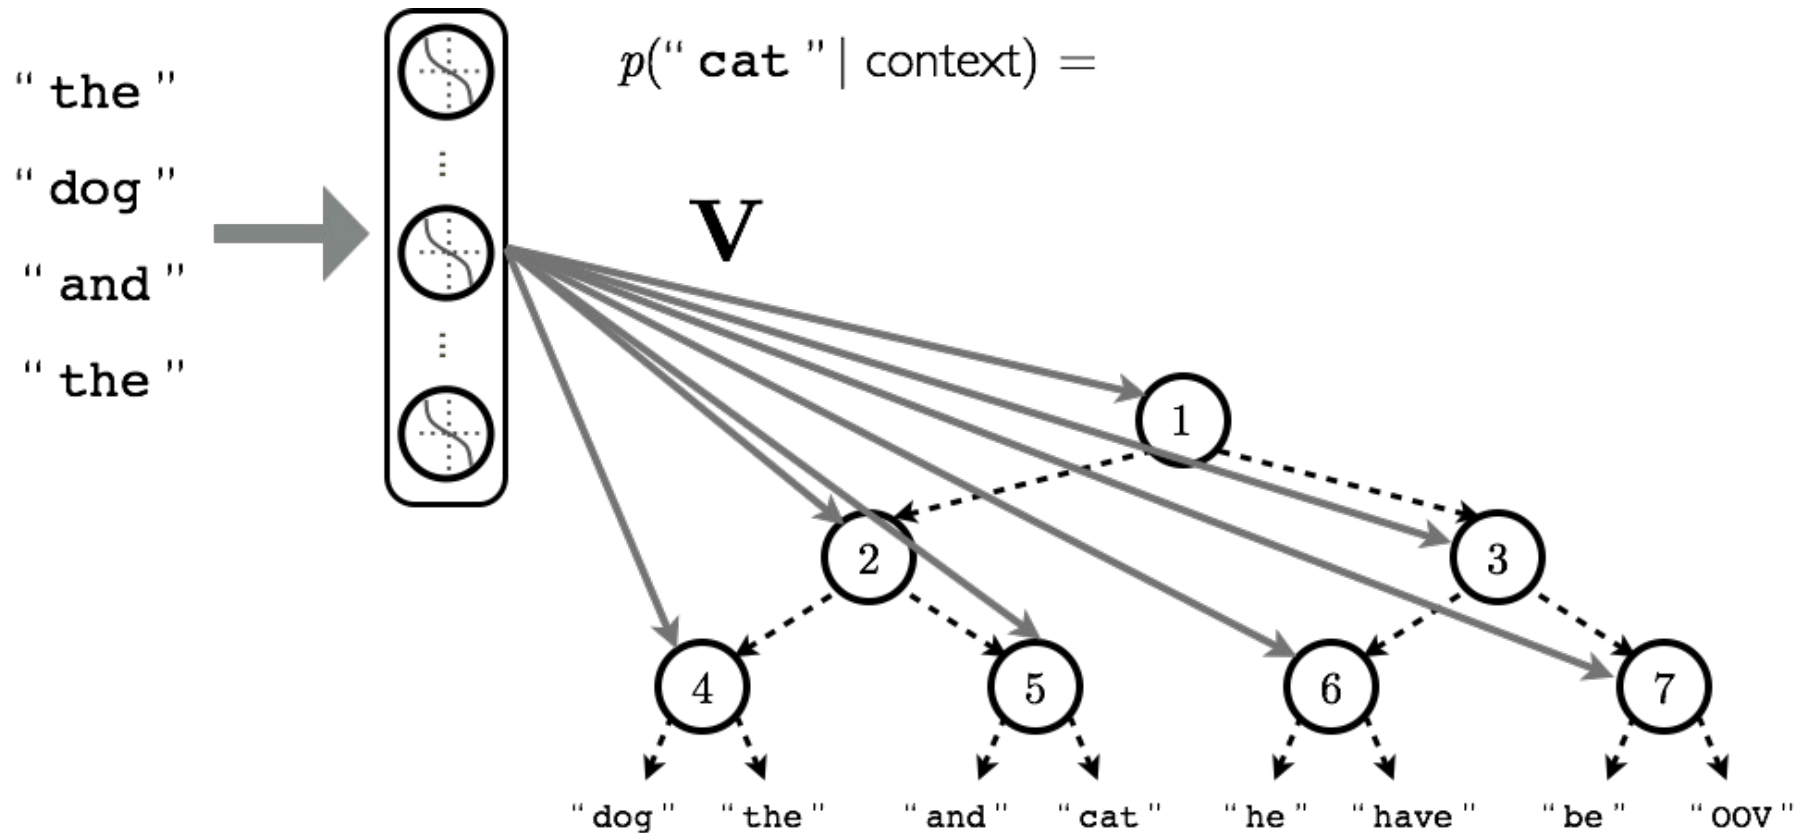 p(“ cat ” | context) =
“ the ”
“ dog ”
“ and ”
“ the ”
V
1
2
3
4
5
6
7
“ dog ” “ the ” “ and ” “ cat ” “ he ” “ have ” “ be ” “ OOV ”